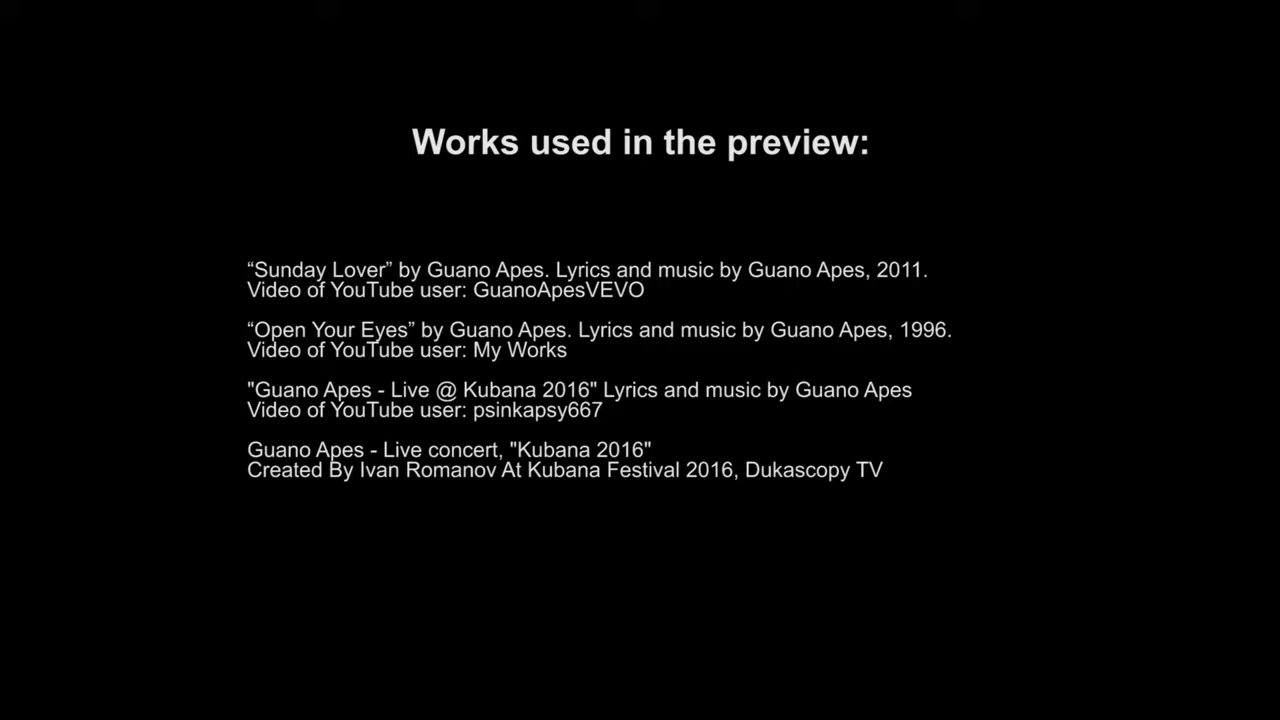 Works used in the preview:
“Sunday Lover” by Guano Apes. Lyrics and music by Guano Apes, 2011.
Video of YouTube user: GuanoApesVEVO
“Open Your Eyes” by Guano Apes. Lyrics and music by Guano Apes, 1996.
Video of YouTube user: My Works
"Guano Apes - Live @ Kubana 2016" Lyrics and music by Guano Apes
Video of YouTube user: psinkapsy667
Guano Apes - Live concert, "Kubana 2016"
Created By Ivan Romanov At Kubana Festival 2016, Dukascopy TV